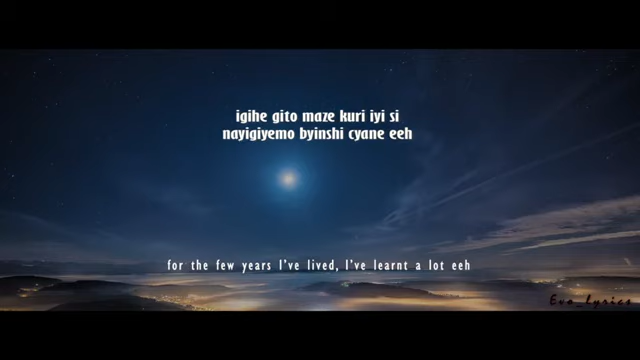 igihe gito maze kuri iyi si
nayigiyemo byinshi cyane eeh
for the few years I've lived, I've learnt a lot eeh
Evo_Lyrics